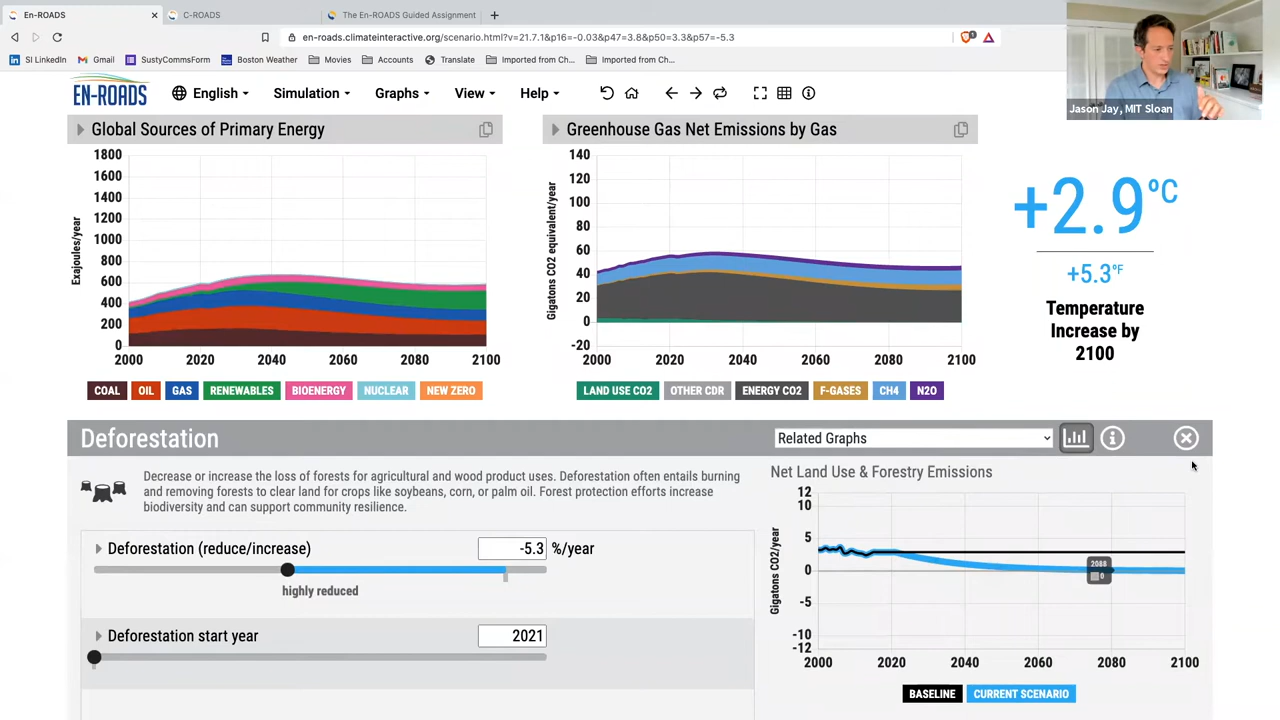 En-ROADS
C-ROADS
The En-ROADS Guided Assignment
en-roads.climateinteractive.org/scenario.html?v=21.7.1&p16=-0.03&p47=3.8&p50=3.3&p57=-5.3
1
SI LinkedIn
Gmail
SustyCommsForm
Boston Weather
Movies
Accounts
Translate
Imported from Ch...
Imported from Ch...
EN-ROADS
English
Simulation
Graphs
View
Help
Jason Jay, MIT Sloan
Global Sources of Primary Energy
Exajoules/year
1800
1600
1400
1200
1000
800
600
400
200
0
2000
2020
2040
2060
2080
2100
COAL
OIL
GAS
RENEWABLES
BIOENERGY
NUCLEAR
NEW ZERO
Greenhouse Gas Net Emissions by Gas
Gigatons CO2 equivalent/year
140
120
100
80
60
40
20
0
-20
2000
2020
2040
2060
2080
2100
LAND USE CO2
OTHER CDR
ENERGY CO2
F-GASES
CH4
N2O
+2.9ºC
+5.3°F
Temperature
Increase by
2100
Deforestation
Related Graphs
Decrease or increase the loss of forests for agricultural and wood product uses. Deforestation often entails burning
and removing forests to clear land for crops like soybeans, corn, or palm oil. Forest protection efforts increase
biodiversity and can support community resilience.
Deforestation (reduce/increase)
-5.3 %/year
highly reduced
Deforestation start year
2021
Net Land Use & Forestry Emissions
Gigatons CO2/year
12
10
5
0
-5
-10
-12
2088
0
2000
2020
2040
2060
2080
2100
BASELINE
CURRENT SCENARIO